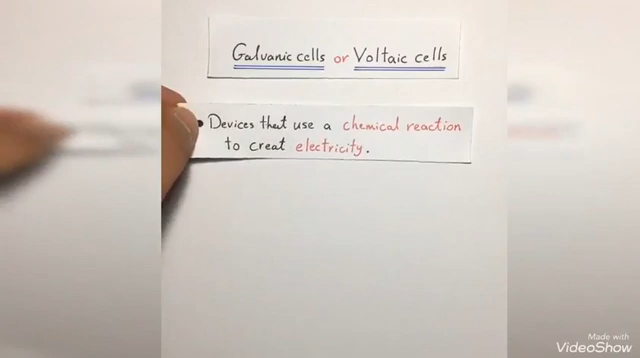 Galvanic cells or Voltaic cells
• Devices that use a chemical reaction
to creat electricity.
Made with
VideoShow